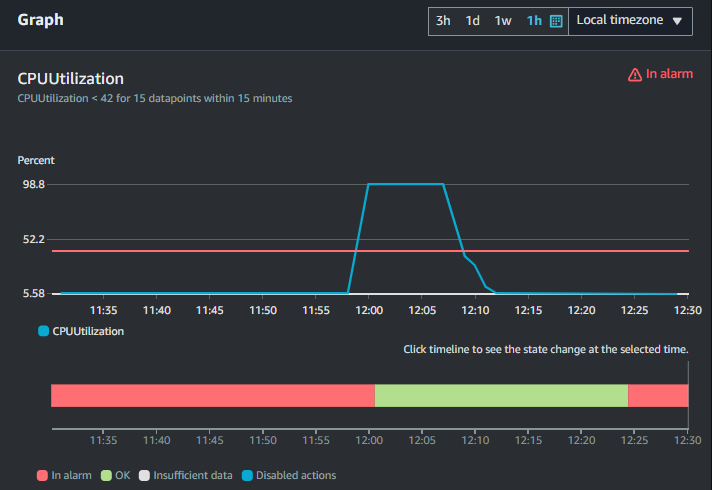 Graph
3h 1d 1w 1h Local timezone
CPUUtilization
In alarm
CPUUtilization < 42 for 15 datapoints within 15 minutes
Percent
98.8
52.2
5.58
11:35 11:40 11:45 11:50 11:55 12:00 12:05 12:10 12:15 12:20 12:25 12:30
CPUUtilization
Click timeline to see the state change at the selected time.
11:35 11:40 11:45 11:50 11:55 12:00 12:05 12:10 12:15 12:20 12:25 12:30
In alarm OK Insufficient data Disabled actions